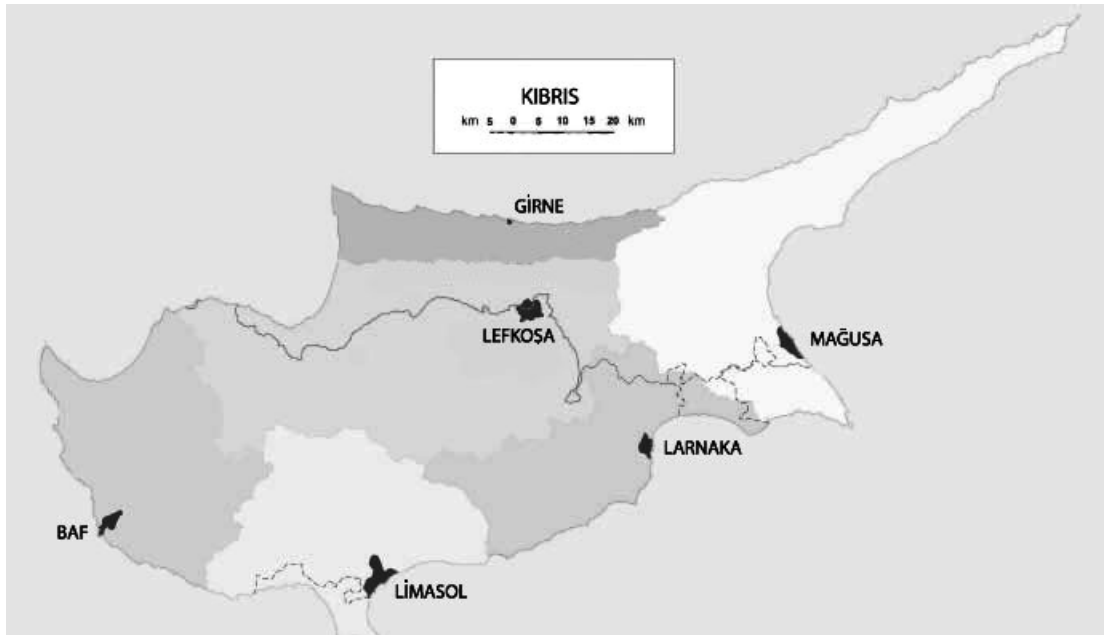 KIBRIS
km 5 0 5 10 15 20 km
GİRNE
LEFKOŞA
MAĞUSA
LARNAKA
BAF
LİMASOL